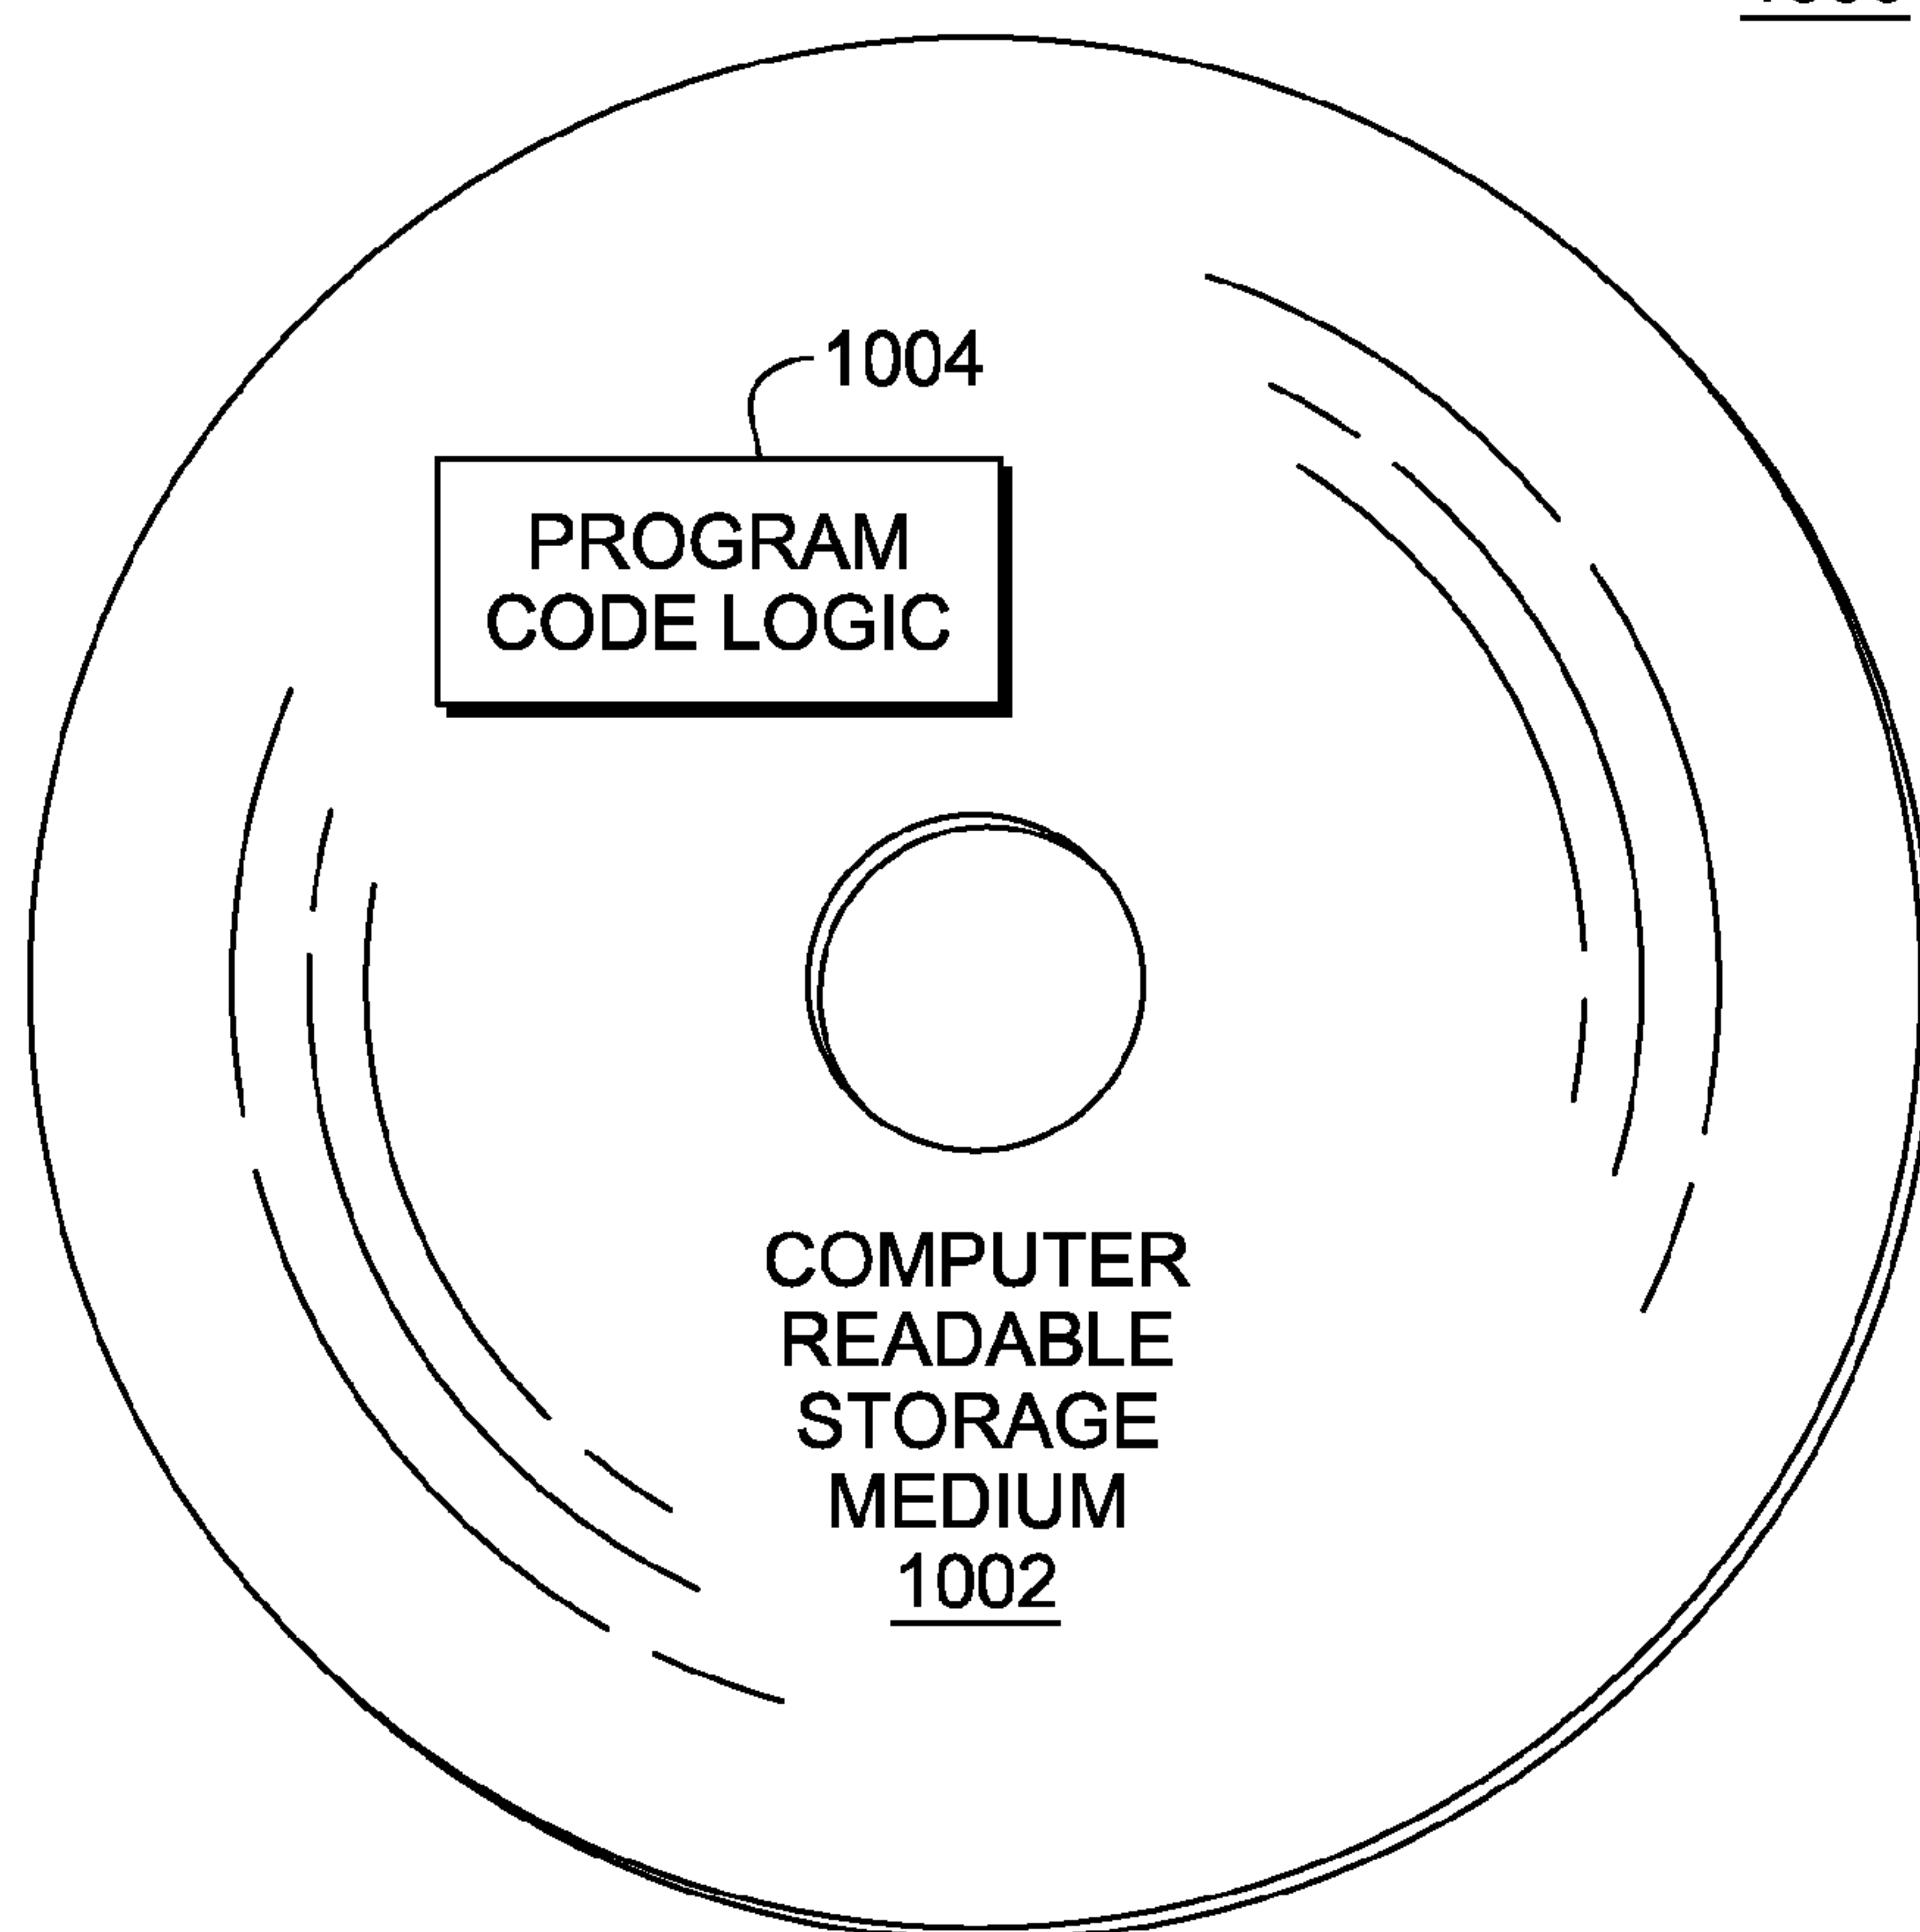 1004
PROGRAM
CODE LOGIC
COMPUTER
READABLE
STORAGE
MEDIUM
1002